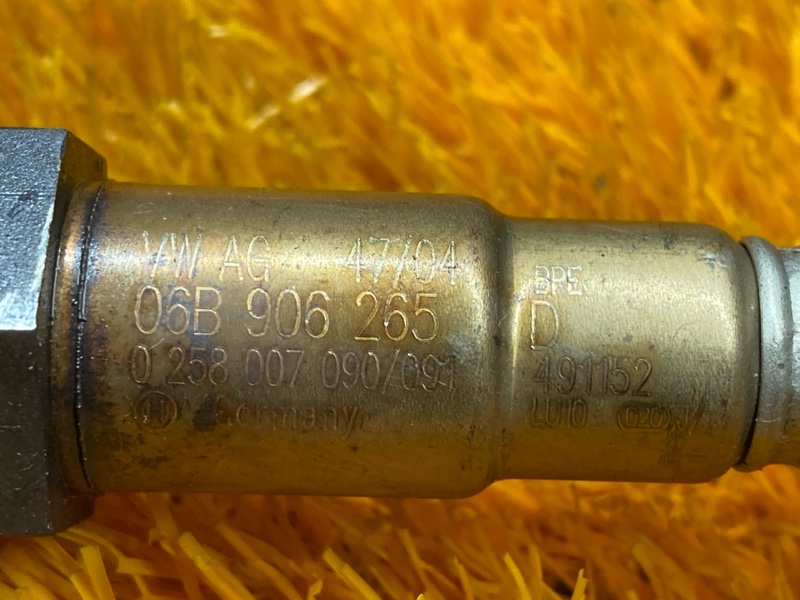 VW AG 47/04
06B 906 265
0 258 007 090/091
Germany
BPE
D
491152
LU10